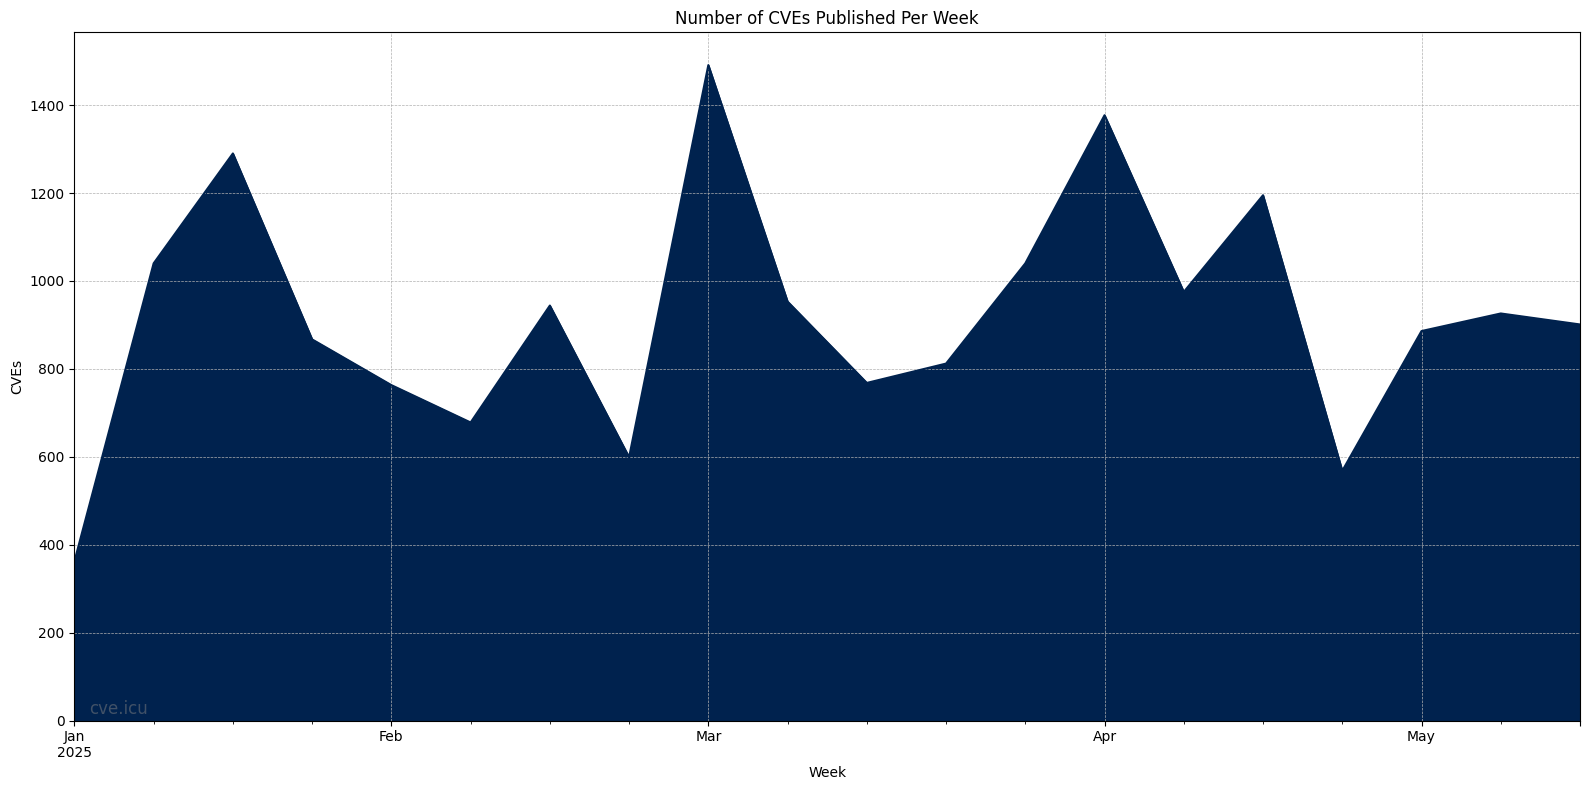 Number of CVEs Published Per Week
1400
1200
1000
800
600
400
200
0
CVEs
cve.icu
Jan
2025
Feb
Mar
Apr
May
Week